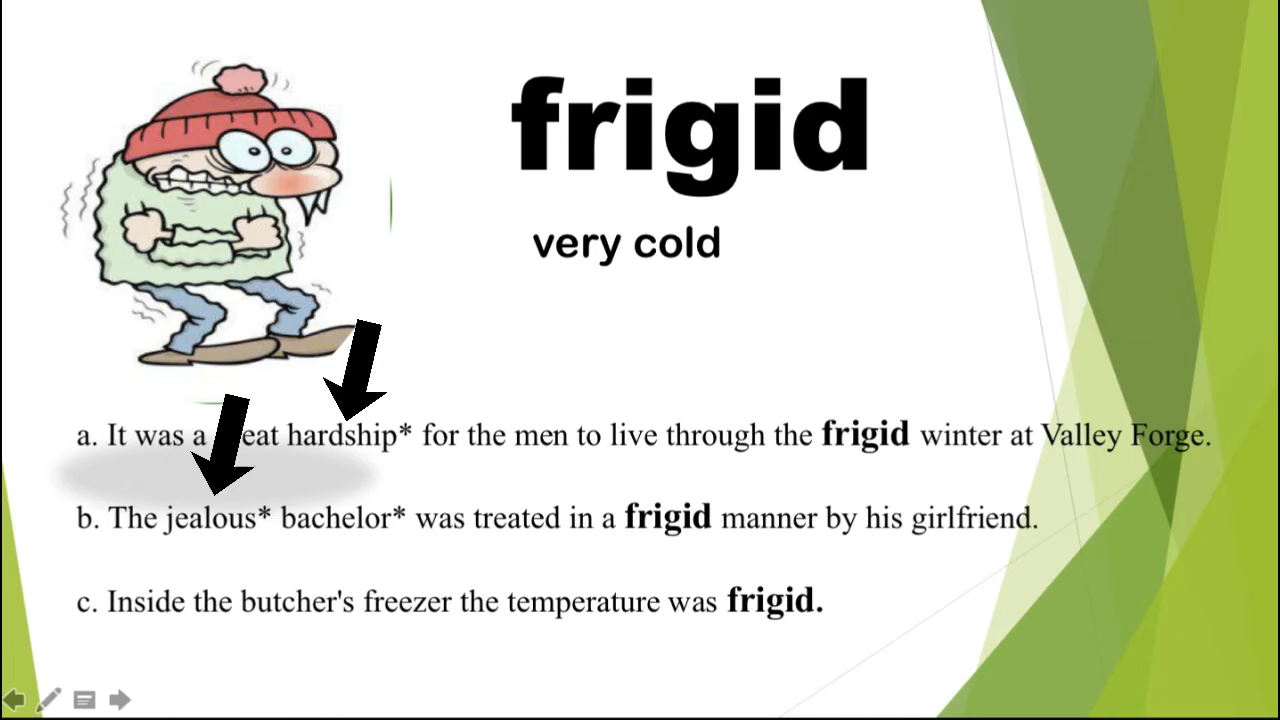 frigid
very cold
a. It was a eat hardship* for the men to live through the frigid winter at Valley Forge.
b. The jealous* bachelor* was treated in a frigid manner by his girlfriend.
c. Inside the butcher's freezer the temperature was frigid.